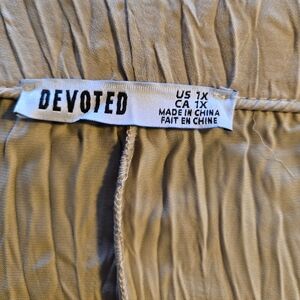 DEVOTED
US 1X
CA 1X
MADE IN CHINA
FAIT EN CHINE